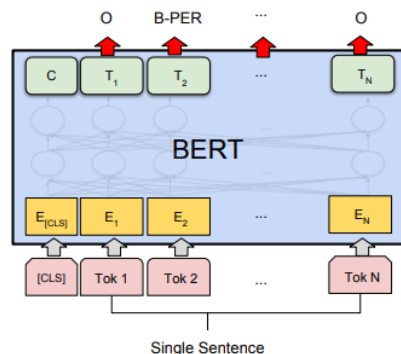 O B-PER ... O
C T1 T2 ... TN
...
...
BERT
E[CLS] E1 E2 ... EN
[CLS] Tok 1 Tok 2 ... Tok N
Single Sentence